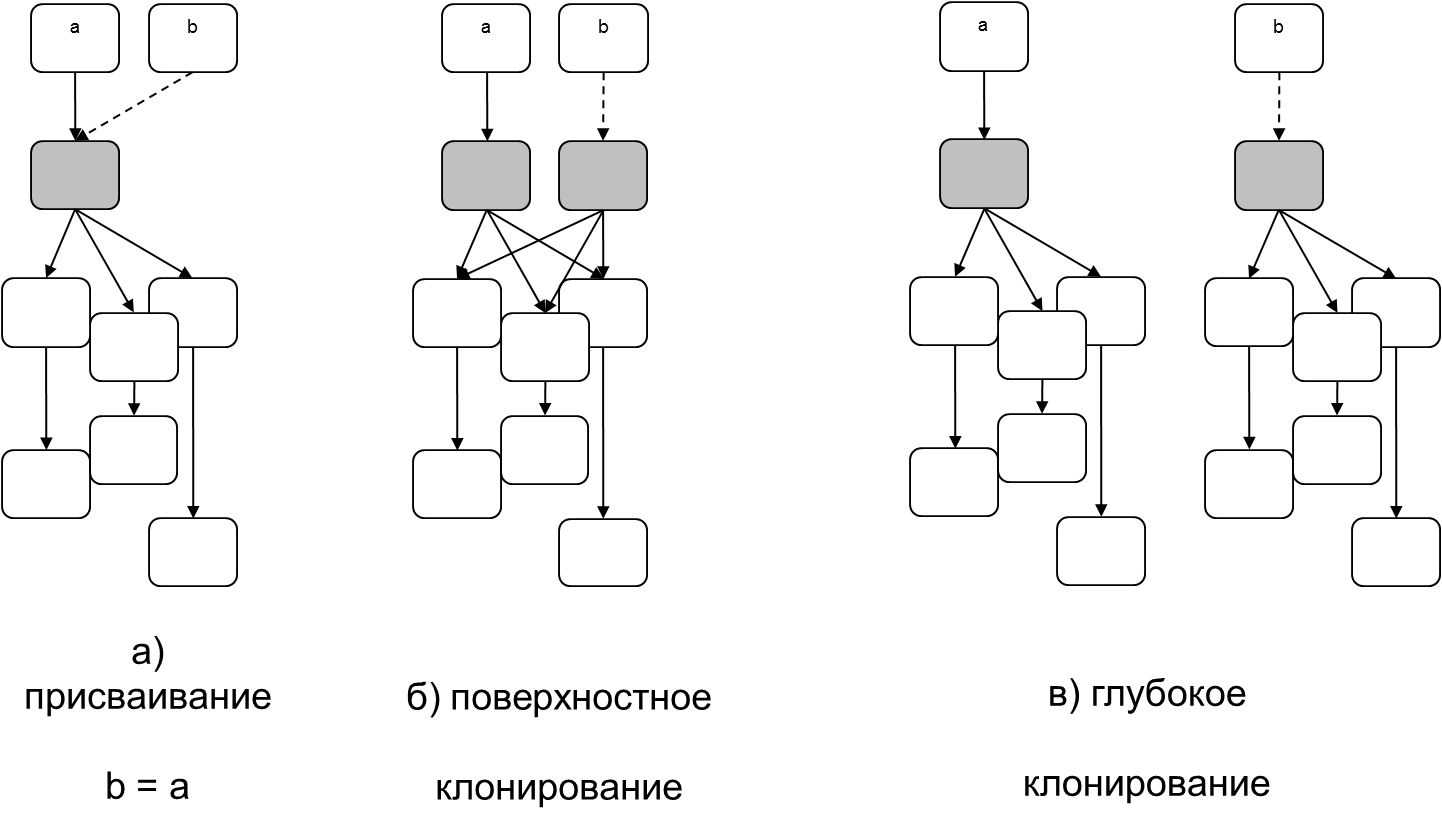 a
b
a
b
a
b
а)
присваивание
b = a
б) поверхностное
клонирование
в) глубокое
клонирование